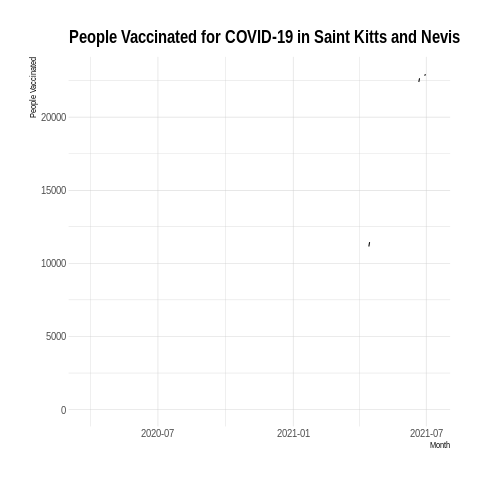 People Vaccinated for COVID-19 in Saint Kitts and Nevis
People Vaccinated
20000
15000
10000
5000
0
2020-07
2021-01
2021-07
Month